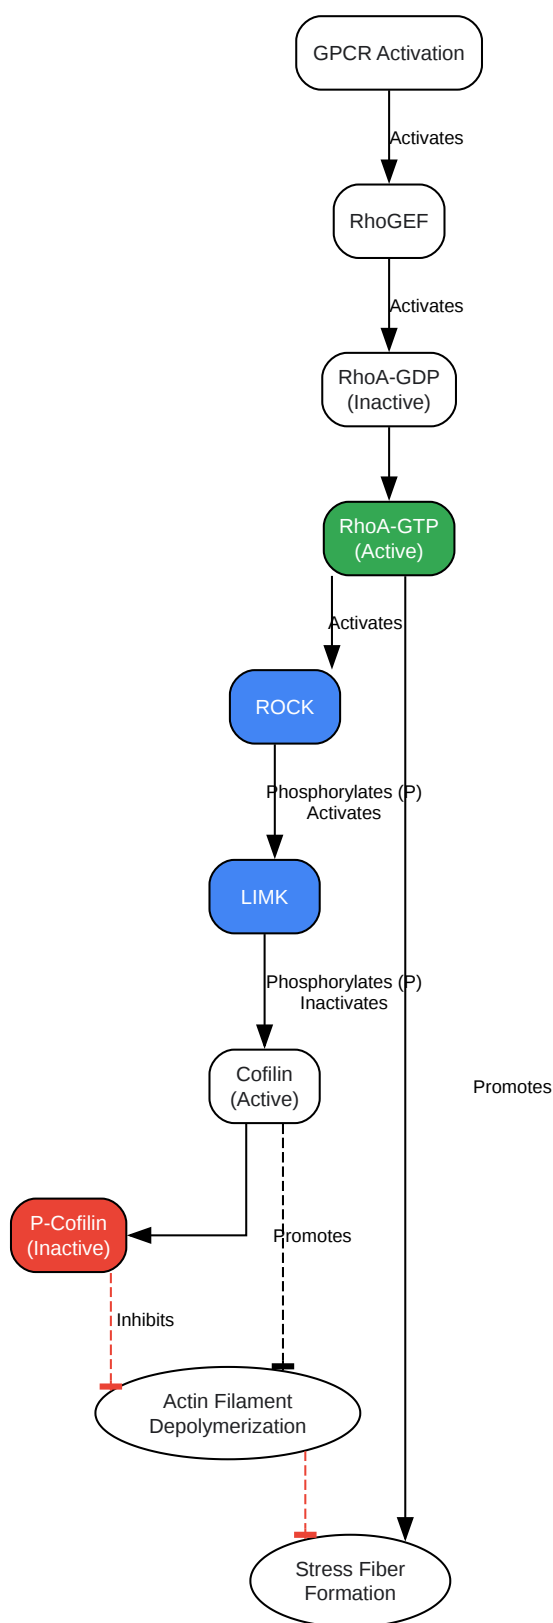 GPCR Activation
Activates
RhoGEF
Activates
RhoA-GDP
(Inactive)
RhoA-GTP
(Active)
Activates
ROCK
Phosphorylates (P)
Activates
LIMK
Phosphorylates (P)
Inactivates
Cofilin
(Active)
Promotes
P-Cofilin
(Inactive)
Promotes
Inhibits
Actin Filament
Depolymerization
Stress Fiber
Formation